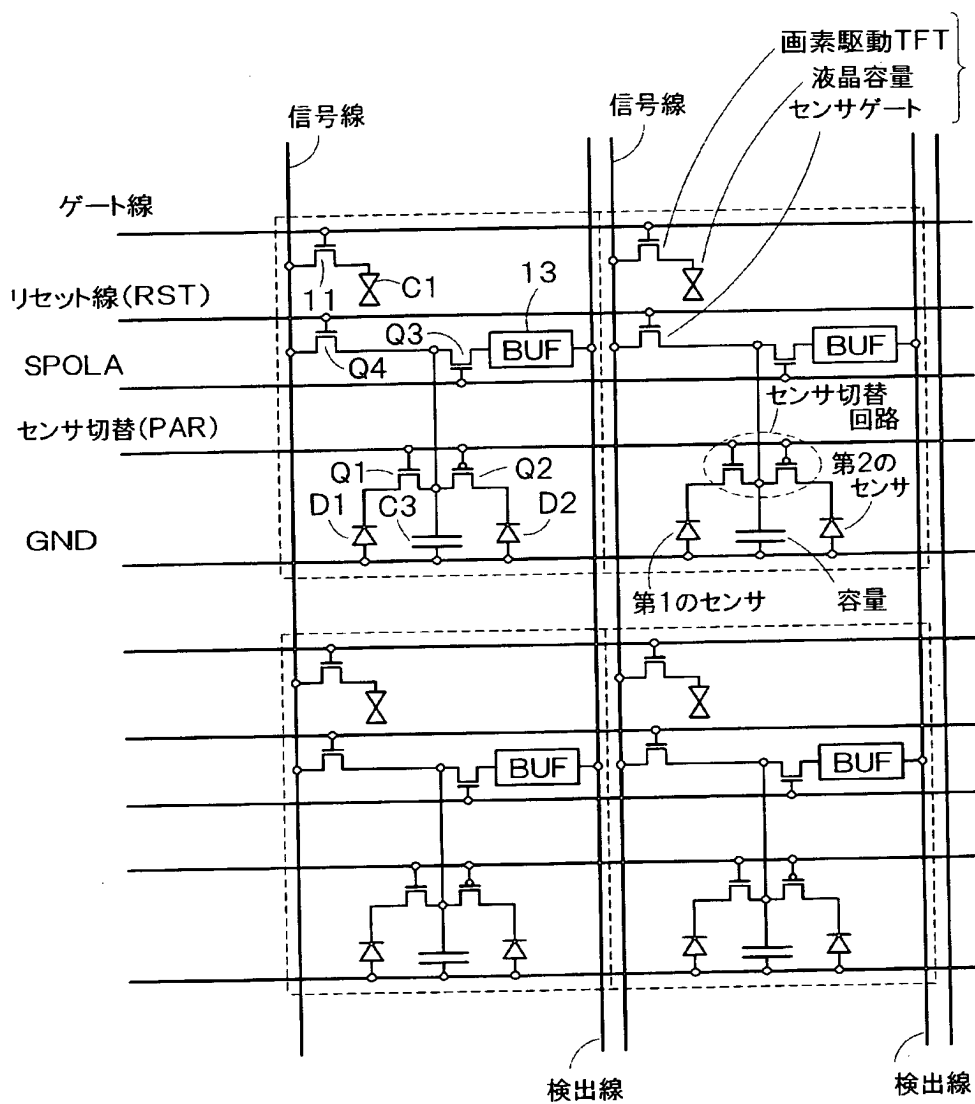 画素駆動TFT
液晶容量
センサゲート
信号線
信号線
ゲート線
11
C1
13
リセット線(RST)
Q3
BUF
BUF
Q4
SPOLA
センサ切替
回路
センサ切替(PAR)
Q1
Q2
第2の
センサ
D1
C3
D2
GND
第1のセンサ
容量
BUF
BUF
検出線
検出線